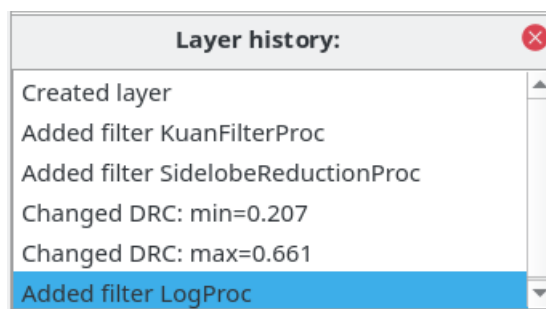 Layer history:
Created layer
Added filter KuanFilterProc
Added filter SidelobeReductionProc
Changed DRC: min=0.207
Changed DRC: max=0.661
Added filter LogProc